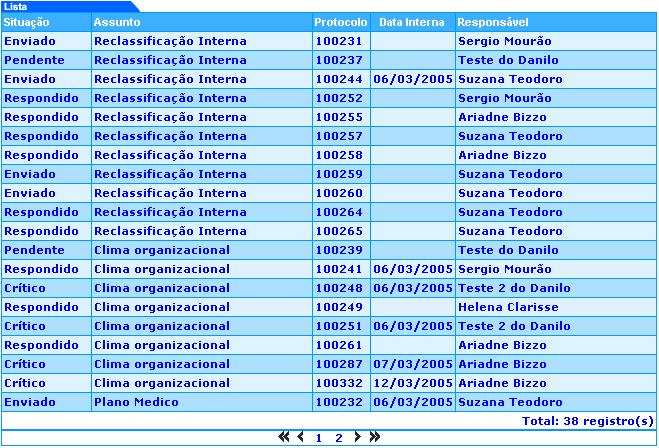 Lista
Situação Assunto Protocolo Data Interna Responsável
Enviado Reclassificação Interna 100231 Sergio Mourão
Pendente Reclassificação Interna 100237 Teste do Danilo
Enviado Reclassificação Interna 100244 06/03/2005 Suzana Teodoro
Respondido Reclassificação Interna 100252 Sergio Mourão
Respondido Reclassificação Interna 100255 Ariadne Bizzo
Respondido Reclassificação Interna 100257 Suzana Teodoro
Respondido Reclassificação Interna 100258 Ariadne Bizzo
Enviado Reclassificação Interna 100259 Suzana Teodoro
Enviado Reclassificação Interna 100260 Suzana Teodoro
Respondido Reclassificação Interna 100264 Suzana Teodoro
Respondido Reclassificação Interna 100265 Suzana Teodoro
Pendente Clima organizacional 100239 Teste do Danilo
Respondido Clima organizacional 100241 06/03/2005 Sergio Mourão
Crítico Clima organizacional 100248 06/03/2005 Teste 2 do Danilo
Respondido Clima organizacional 100249 Helena Clarisse
Crítico Clima organizacional 100251 06/03/2005 Teste 2 do Danilo
Respondido Clima organizacional 100261 Ariadne Bizzo
Crítico Clima organizacional 100287 07/03/2005 Ariadne Bizzo
Crítico Clima organizacional 100332 12/03/2005 Ariadne Bizzo
Enviado Plano Medico 100232 06/03/2005 Suzana Teodoro
Total: 38 registro(s)
1 2